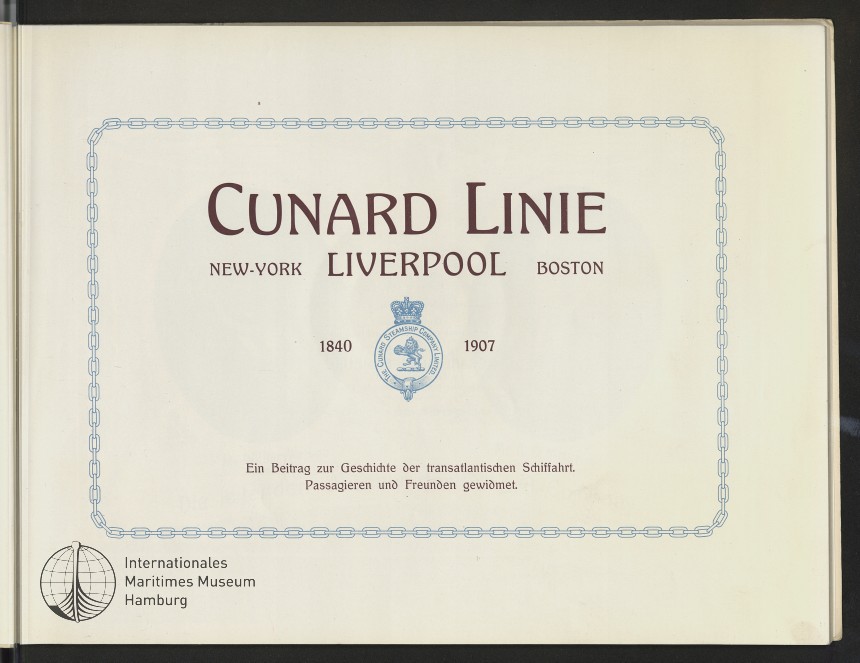 CUNARD LINIE
NEW-YORK LIVERPOOL BOSTON
THE CUNARD STEAMSHIP COMPANY LIMITED
1840 1907
Ein Beitrag zur Geschichte der transatlantischen Schiffahrt.
Passagieren und Freunden gewidmet.
Internationales
Maritimes Museum
Hamburg